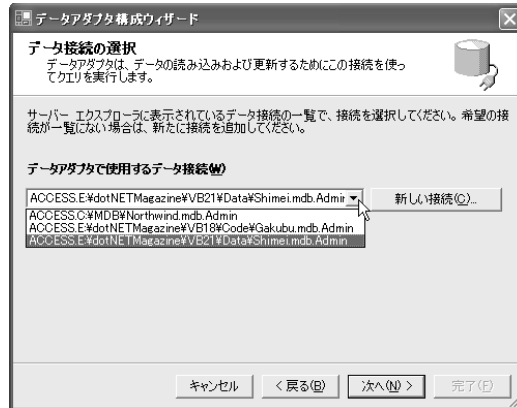 データアダプタ構成ウィザード
データ接続の選択
データアダプタは、データの読み込みおよび更新するためにこの接続を使っ
てクエリを実行します。
サーバー エクスプローラに表示されているデータ接続の一覧で、接続を選択してください。希望の接
続が一覧にない場合は、新たに接続を追加してください。
データアダプタで使用するデータ接続(W)
ACCESS.E:¥dotNETMagazine¥VB21¥Data¥Shimei.mdb.Admir
新しい接続(C)...
ACCESS.C:¥MDB¥Northwind.mdb.Admin
ACCESS.E:¥dotNETMagazine¥VB18¥Code¥Gakubu.mdb.Admin
ACCESS.E:¥dotNETMagazine¥VB21¥Data¥Shimei.mdb.Admin
キャンセル
< 戻る(B)
次へ(N) >
完了(F)